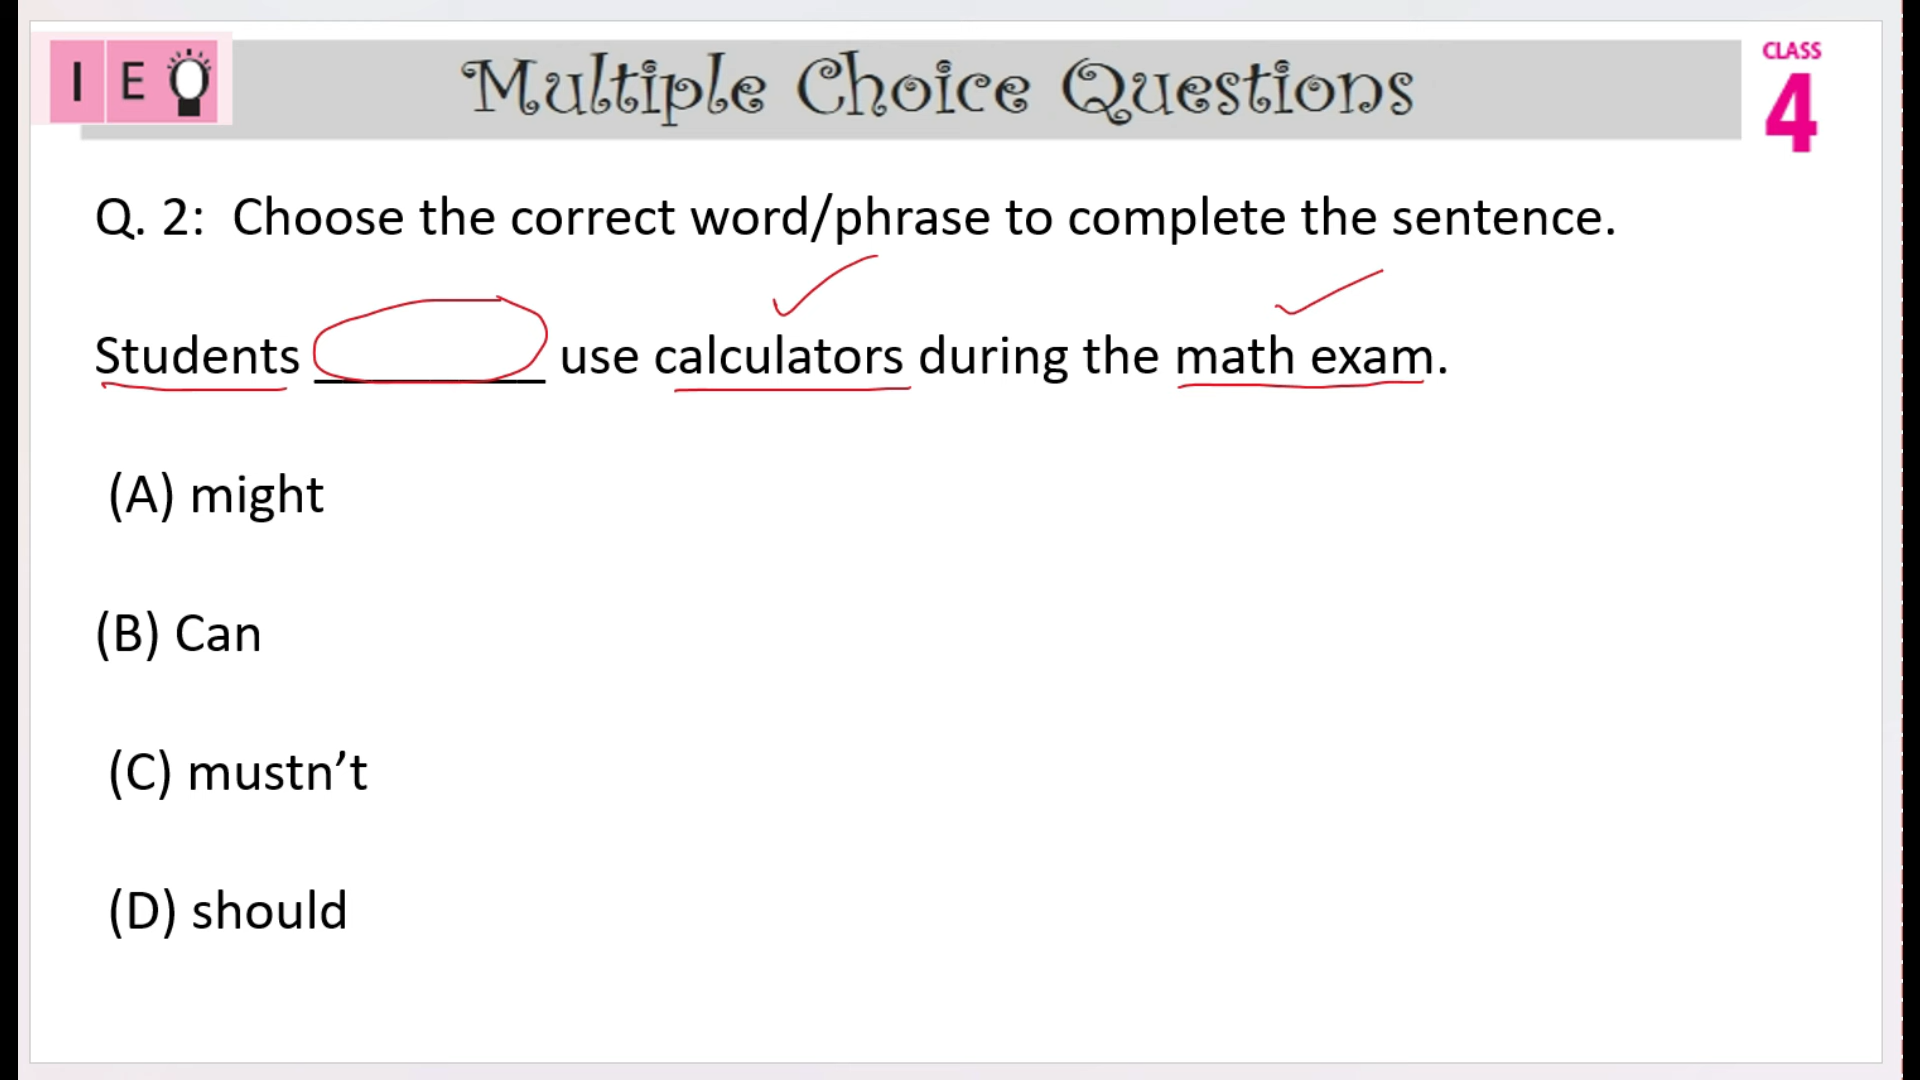 I E O Multiple Choice Questions CLASS
4
Q. 2: Choose the correct word/phrase to complete the sentence.
Students _________ use calculators during the math exam.
(A) might
(B) Can
(C) mustn’t
(D) should